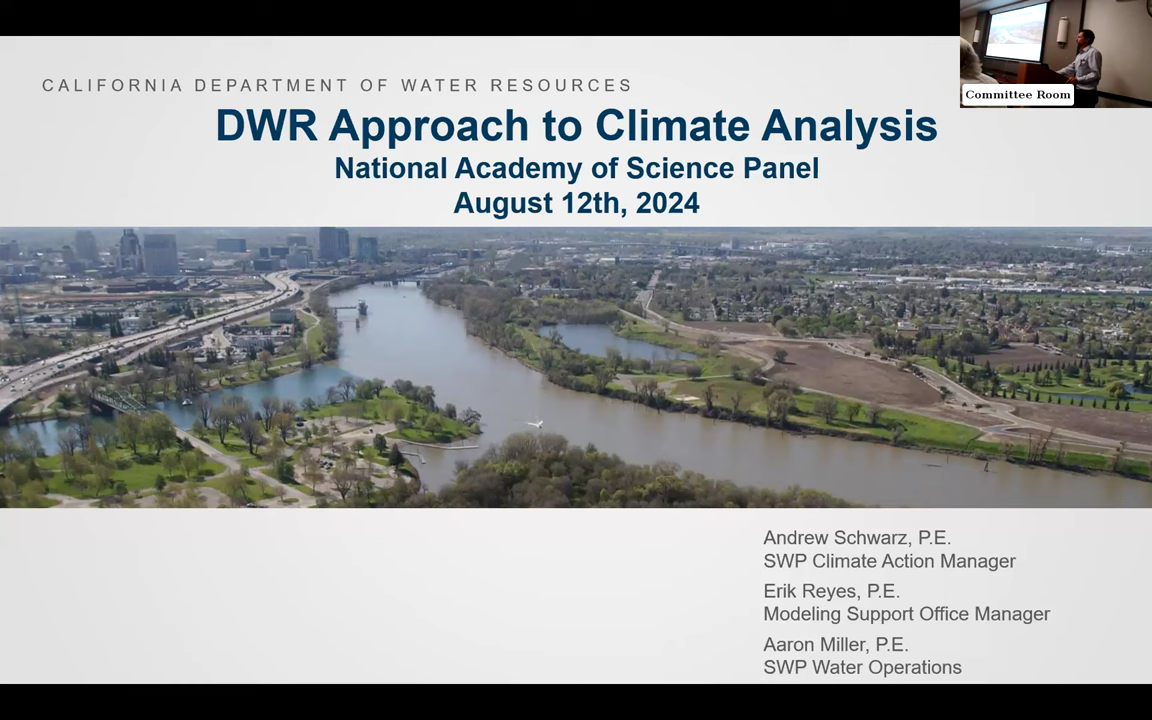 CALIFORNIA DEPARTMENT OF WATER RESOURCES
DWR Approach to Climate Analysis
National Academy of Science Panel
August 12th, 2024
Committee Room
Andrew Schwarz, P.E.
SWP Climate Action Manager
Erik Reyes, P.E.
Modeling Support Office Manager
Aaron Miller, P.E.
SWP Water Operations